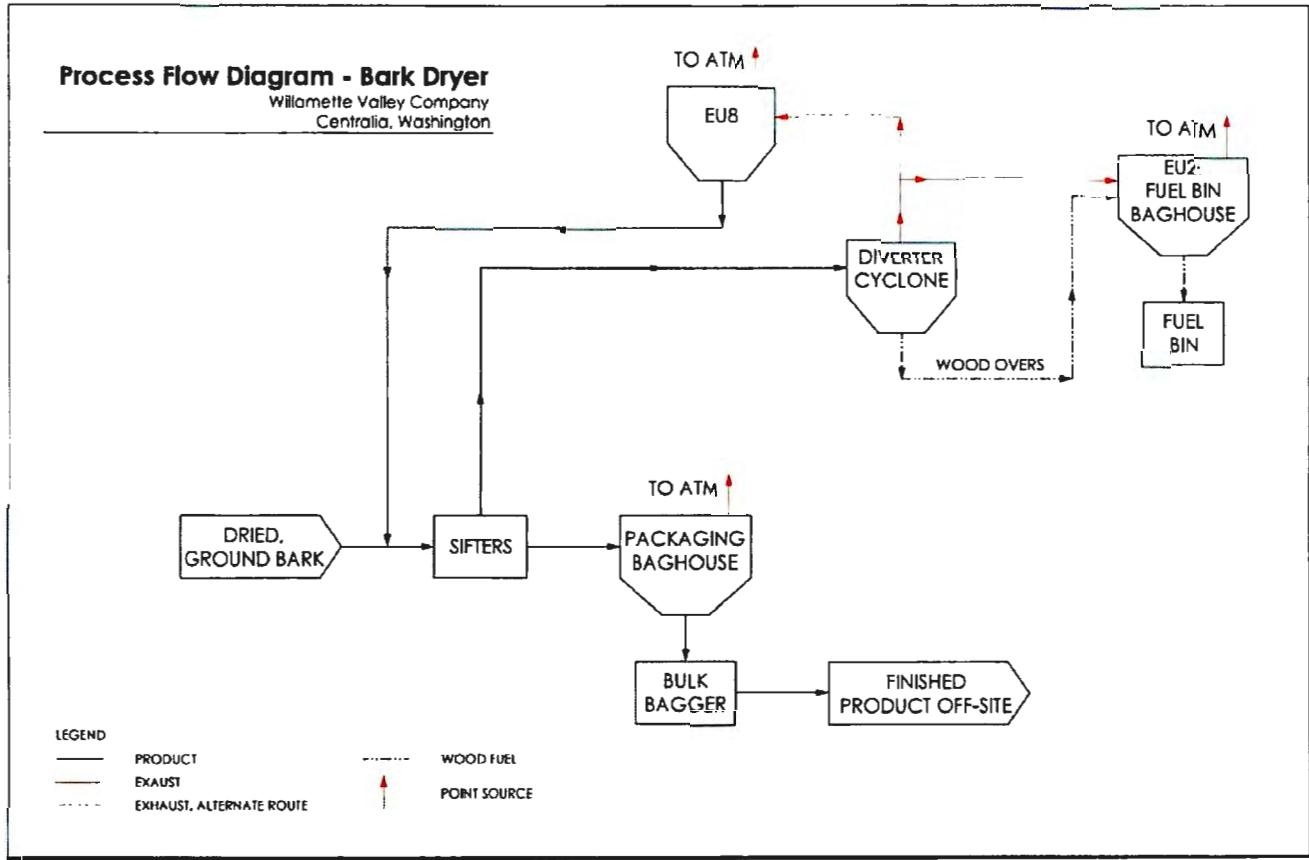 Process Flow Diagram - Bark Dryer
Willamette Valley Company
Centralia, Washington
TO ATM
EU8
TO ATM
EU2:
FUEL BIN
BAGHOUSE
DIVERTER
CYCLONE
FUEL
BIN
WOOD OVERS
TO ATM
DRIED,
GROUND BARK
SIFTERS
PACKAGING
BAGHOUSE
BULK
BAGGER
FINISHED
PRODUCT OFF-SITE
LEGEND
PRODUCT
EXAUST
EXHAUST, ALTERNATE ROUTE
WOOD FUEL
POINT SOURCE